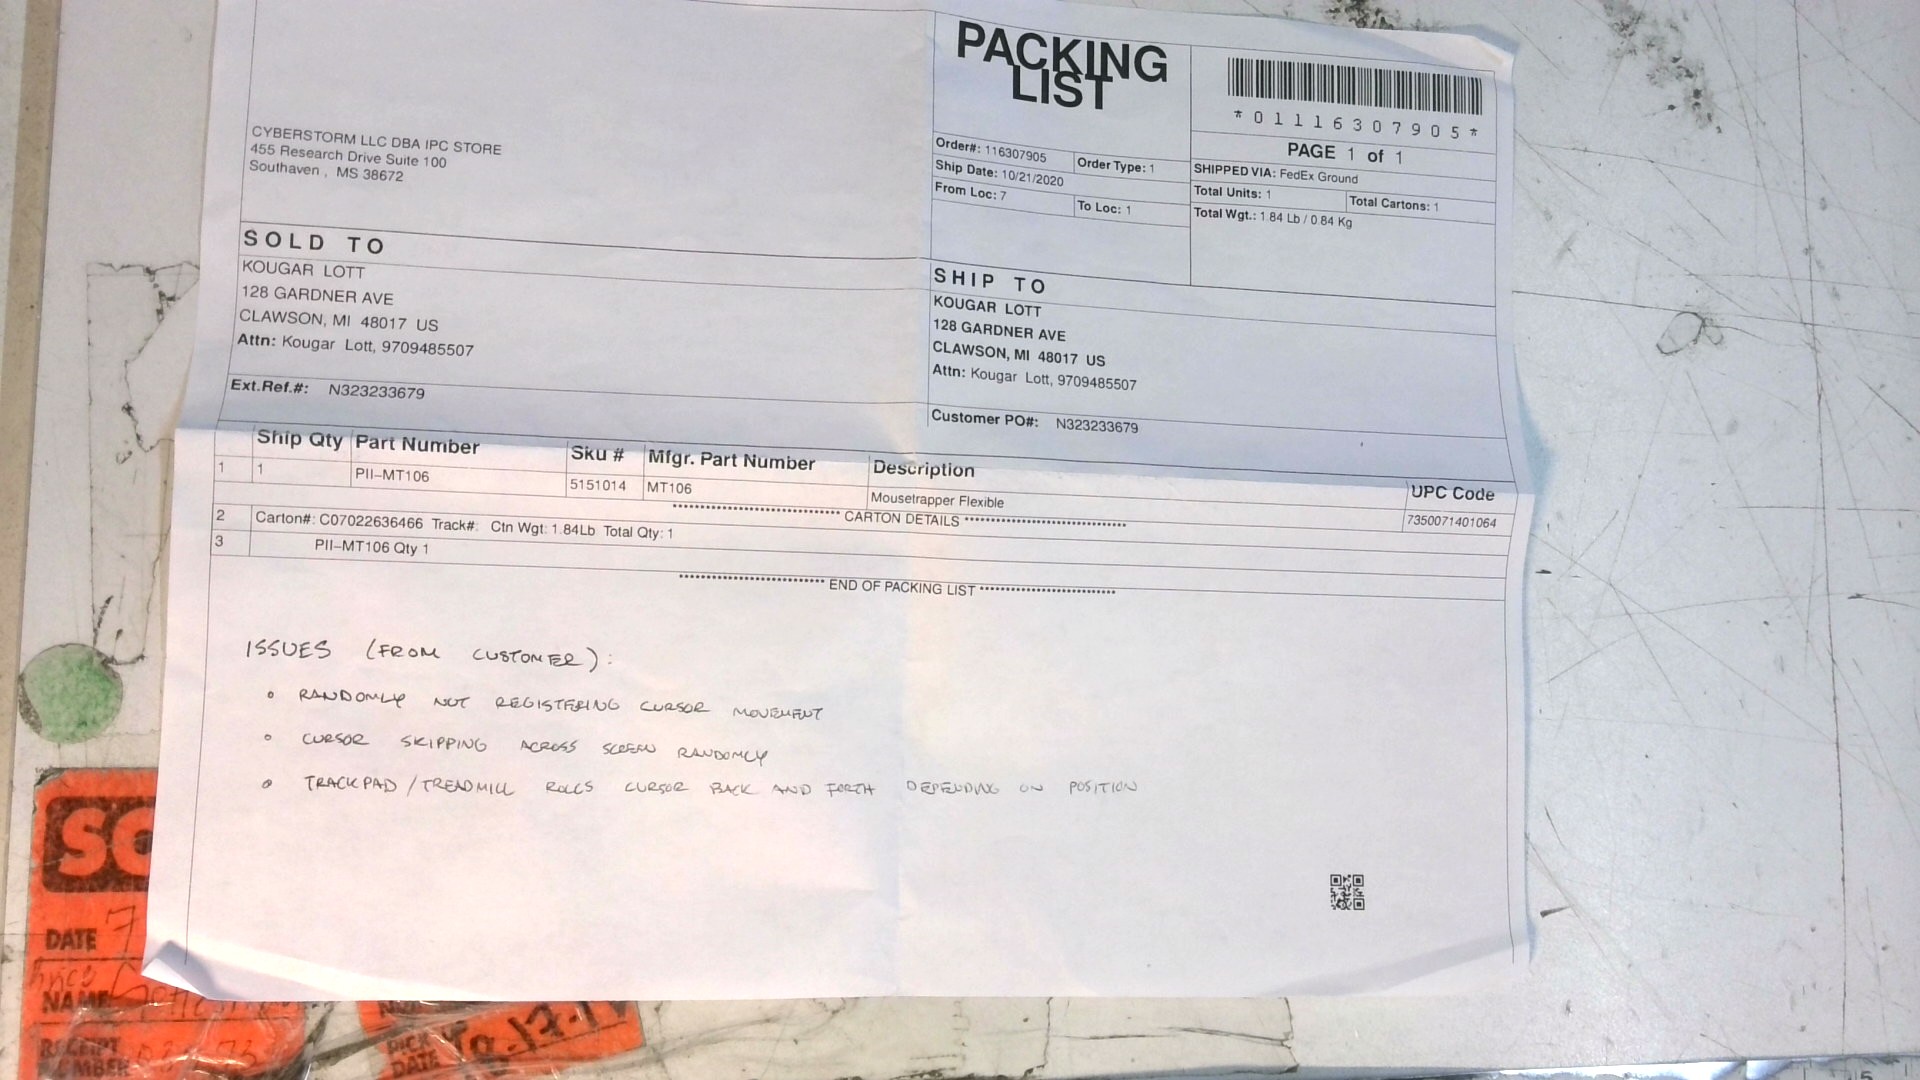 PACKING
LIST
*01116307905*
PAGE 1 of 1
CYBERSTORM LLC DBA IPC STORE
455 Research Drive Suite 100
Southaven , MS 38672
Order#: 116307905 Order Type: 1
Ship Date: 10/21/2020
From Loc: 7 To Loc: 1
SHIPPED VIA: FedEx Ground
Total Units: 1 Total Cartons: 1
Total Wgt.: 1.84 Lb / 0.84 Kg
SOLD TO
KOUGAR LOTT
128 GARDNER AVE
CLAWSON, MI 48017 US
Attn: Kougar Lott, 9709485507
Ext.Ref.#: N323233679
SHIP TO
KOUGAR LOTT
128 GARDNER AVE
CLAWSON, MI 48017 US
Attn: Kougar Lott, 9709485507
Customer PO#: N323233679
Ship Qty Part Number Sku # Mfgr. Part Number Description UPC Code
1 1 PII-MT106 5151014 MT106 Mousetrapper Flexible 7350071401064
************************** CARTON DETAILS **************************
2 Carton#: C07022636466 Track#: Ctn Wgt: 1.84Lb Total Qty: 1
3 PII-MT106 Qty 1
************************** END OF PACKING LIST **************************
ISSUES (FROM CUSTOMER):
• RANDOMLY NOT REGISTERING CURSOR MOVEMENT
• CURSOR SKIPPING ACROSS SCREEN RANDOMLY
• TRACKPAD/TREADMILL ROLLS CURSOR BACK AND FORTH DEPENDING ON POSITION
SO
DATE 7
NAME
RECEIPT
NUMBER
DATE